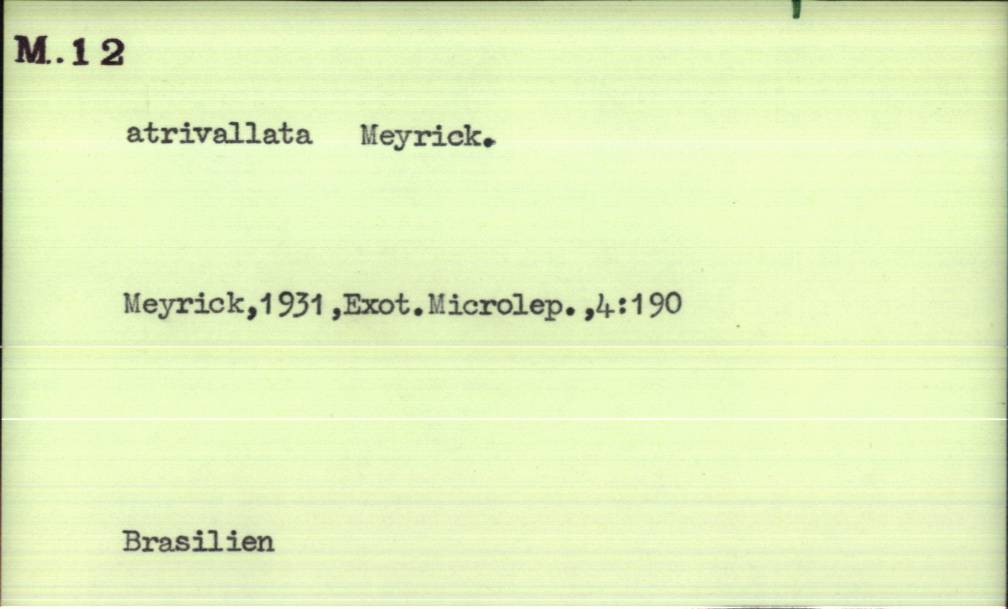 M.12
atrivallata Meyrick.
Meyrick,1931,Exot.Microlep.,4:190
Brasilien